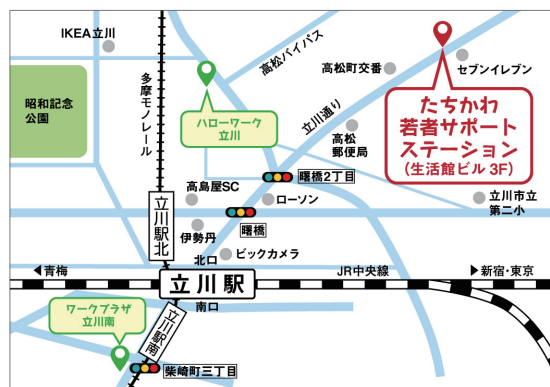 IKEA立川
高松バイパス
高松町交番
セブンイレブン
昭和記念
公園
多摩モノレール
ハローワーク
立川
立川通り
高松
郵便局
たちかわ
若者サポート
ステーション
（生活館ビル3F）
曙橋2丁目
高島屋SC
ローソン
立川市立
第二小
立川駅北
伊勢丹
曙橋
北口
ビックカメラ
青梅
立川駅
JR中央線
新宿・東京
南口
ワークプラザ
立川南
立川駅南
柴崎町三丁目